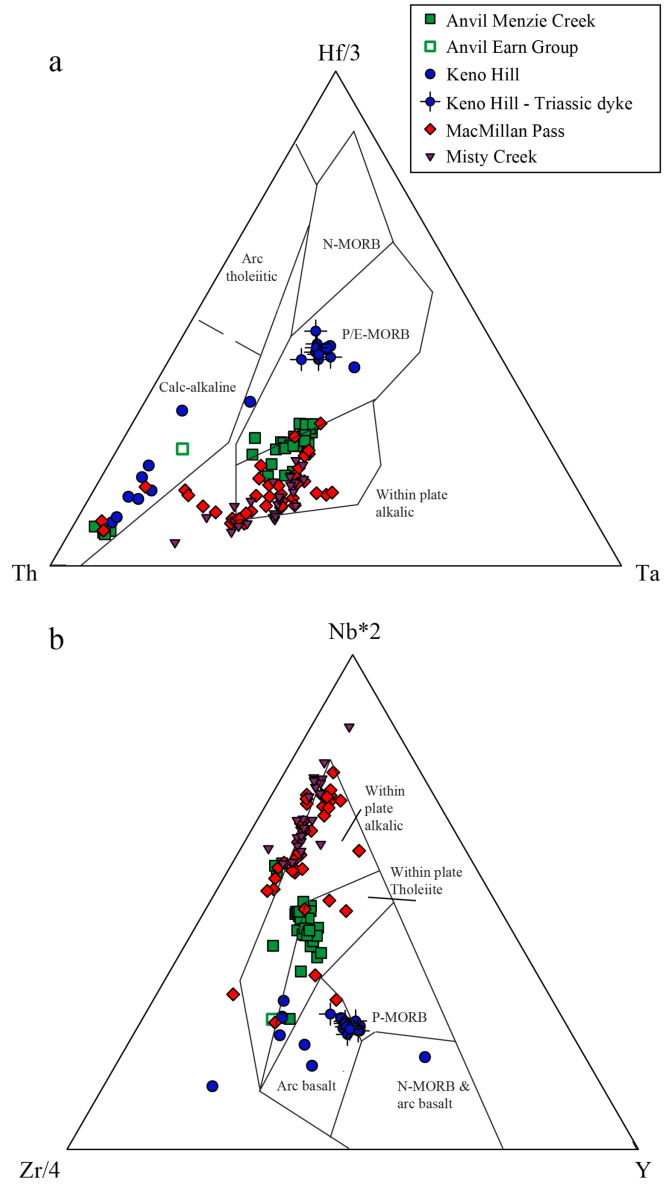 a
Hf/3
Anvil Menzie Creek
Anvil Earn Group
Keno Hill
Keno Hill - Triassic dyke
MacMillan Pass
Misty Creek
N-MORB
Arc
tholeiitic
P/E-MORB
Calc-alkaline
Within plate
alkalic
Th
Ta
b
Nb*2
Within
plate
alkalic
Within plate
Tholeiite
P-MORB
Arc basalt
N-MORB &
arc basalt
Zr/4
Y